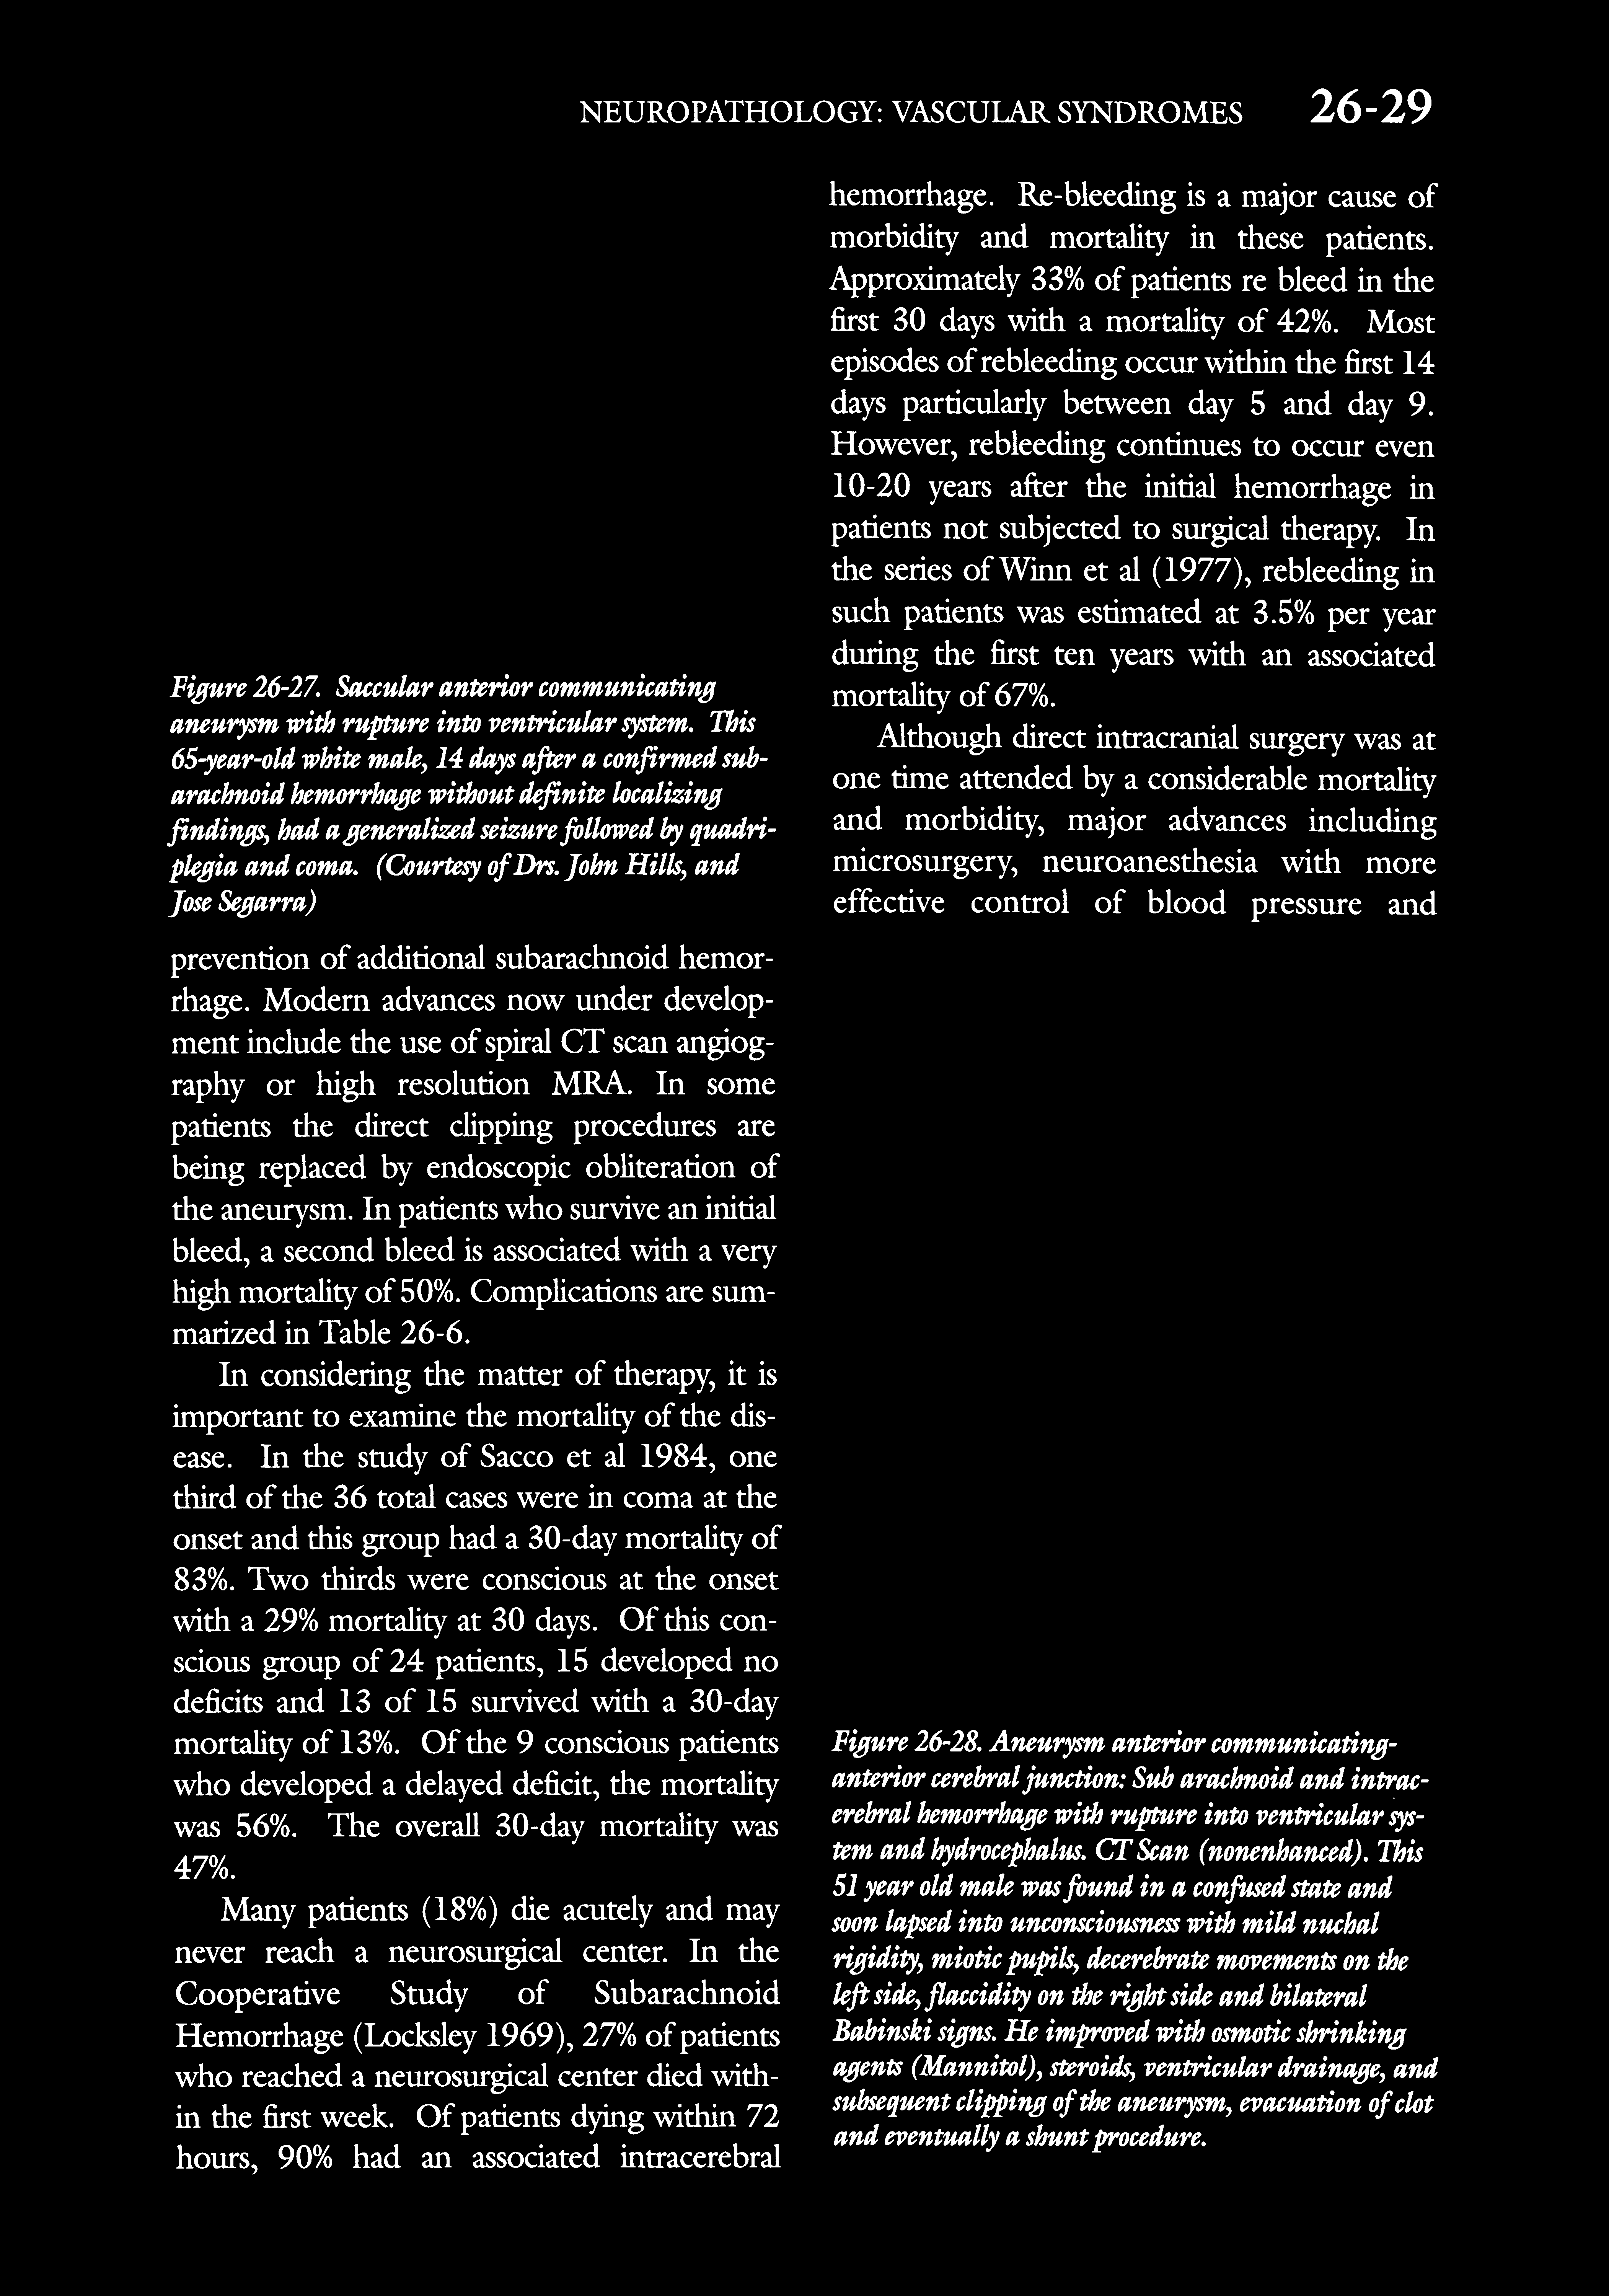 NEUROPATHOLOGY: VASCULAR SYNDROMES 26-29
Figure 26-27. Saccular anterior communicating
aneurysm with rupture into ventricular system. This
65-year-old white male, 14 days after a confirmed sub-
arachnoid hemorrhage without definite localizing
findings, had a generalized seizure followed by quadri-
plegia and coma. (Courtesy of Drs. John Hills, and
Jose Segarra)
prevention of additional subarachnoid hemor-
rhage. Modern advances now under develop-
ment include the use of spiral CT scan angiog-
raphy or high resolution MRA. In some
patients the direct clipping procedures are
being replaced by endoscopic obliteration of
the aneurysm. In patients who survive an initial
bleed, a second bleed is associated with a very
high mortality of 50%. Complications are sum-
marized in Table 26-6.
In considering the matter of therapy, it is
important to examine the mortality of the dis-
ease. In the study of Sacco et al 1984, one
third of the 36 total cases were in coma at the
onset and this group had a 30-day mortality of
83%. Two thirds were conscious at the onset
with a 29% mortality at 30 days. Of this con-
scious group of 24 patients, 15 developed no
deficits and 13 of 15 survived with a 30-day
mortality of 13%. Of the 9 conscious patients
who developed a delayed deficit, the mortality
was 56%. The overall 30-day mortality was
47%.
Many patients (18%) die acutely and may
never reach a neurosurgical center. In the
Cooperative Study of Subarachnoid
Hemorrhage (Locksley 1969), 27% of patients
who reached a neurosurgical center died with-
in the first week. Of patients dying within 72
hours, 90% had an associated intracerebral
hemorrhage. Re-bleeding is a major cause of
morbidity and mortality in these patients.
Approximately 33% of patients re bleed in the
first 30 days with a mortality of 42%. Most
episodes of rebleeding occur within the first 14
days particularly between day 5 and day 9.
However, rebleeding continues to occur even
10-20 years after the initial hemorrhage in
patients not subjected to surgical therapy. In
the series of Winn et al (1977), rebleeding in
such patients was estimated at 3.5% per year
during the first ten years with an associated
mortality of 67%.
Although direct intracranial surgery was at
one time attended by a considerable mortality
and morbidity, major advances including
microsurgery, neuroanesthesia with more
effective control of blood pressure and
Figure 26-28. Aneurysm anterior communicating-
anterior cerebral junction: Sub arachnoid and intrac-
erebral hemorrhage with rupture into ventricular sys-
tem and hydrocephalus. CT Scan (nonenhanced). This
51 year old male was found in a confused state and
soon lapsed into unconsciousness with mild nuchal
rigidity, miotic pupils, decerebrate movements on the
left side, flaccidity on the right side and bilateral
Babinski signs. He improved with osmotic shrinking
agents (Mannitol), steroids, ventricular drainage, and
subsequent clipping of the aneurysm, evacuation of clot
and eventually a shunt procedure.